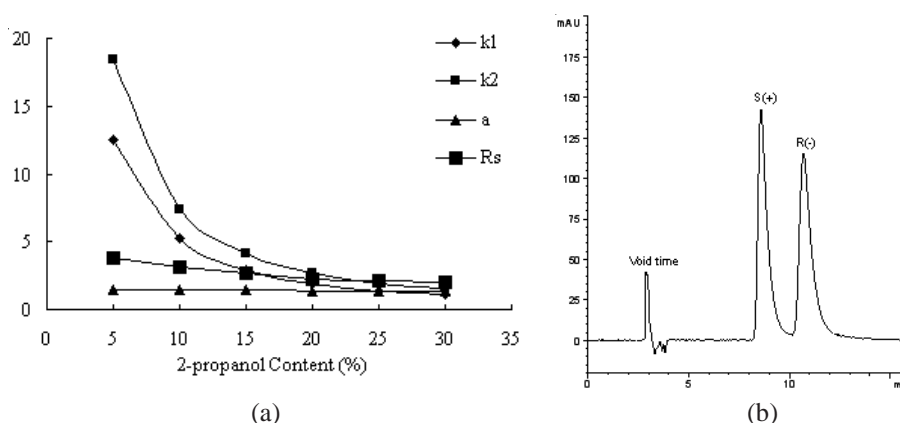 20
15
10
5
0
0 5 10 15 20 25 30 35
2-propanol Content (%)
k1
k2
a
Rs
(a)
mAU
175
150
125
100
75
50
25
0
0 5 10 m
Void time
S(+)
R(-)
(b)